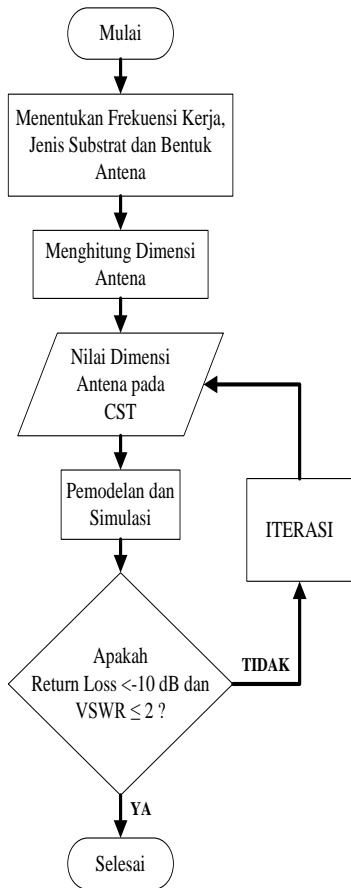 Mulai
Menentukan Frekuensi Kerja,
Jenis Substrat dan Bentuk
Antena
Menghitung Dimensi
Antena
Nilai Dimensi
Antena pada
CST
Pemodelan dan
Simulasi
ITERASI
Apakah
Return Loss <-10 dB dan
VSWR ≤ 2 ?
TIDAK
YA
Selesai